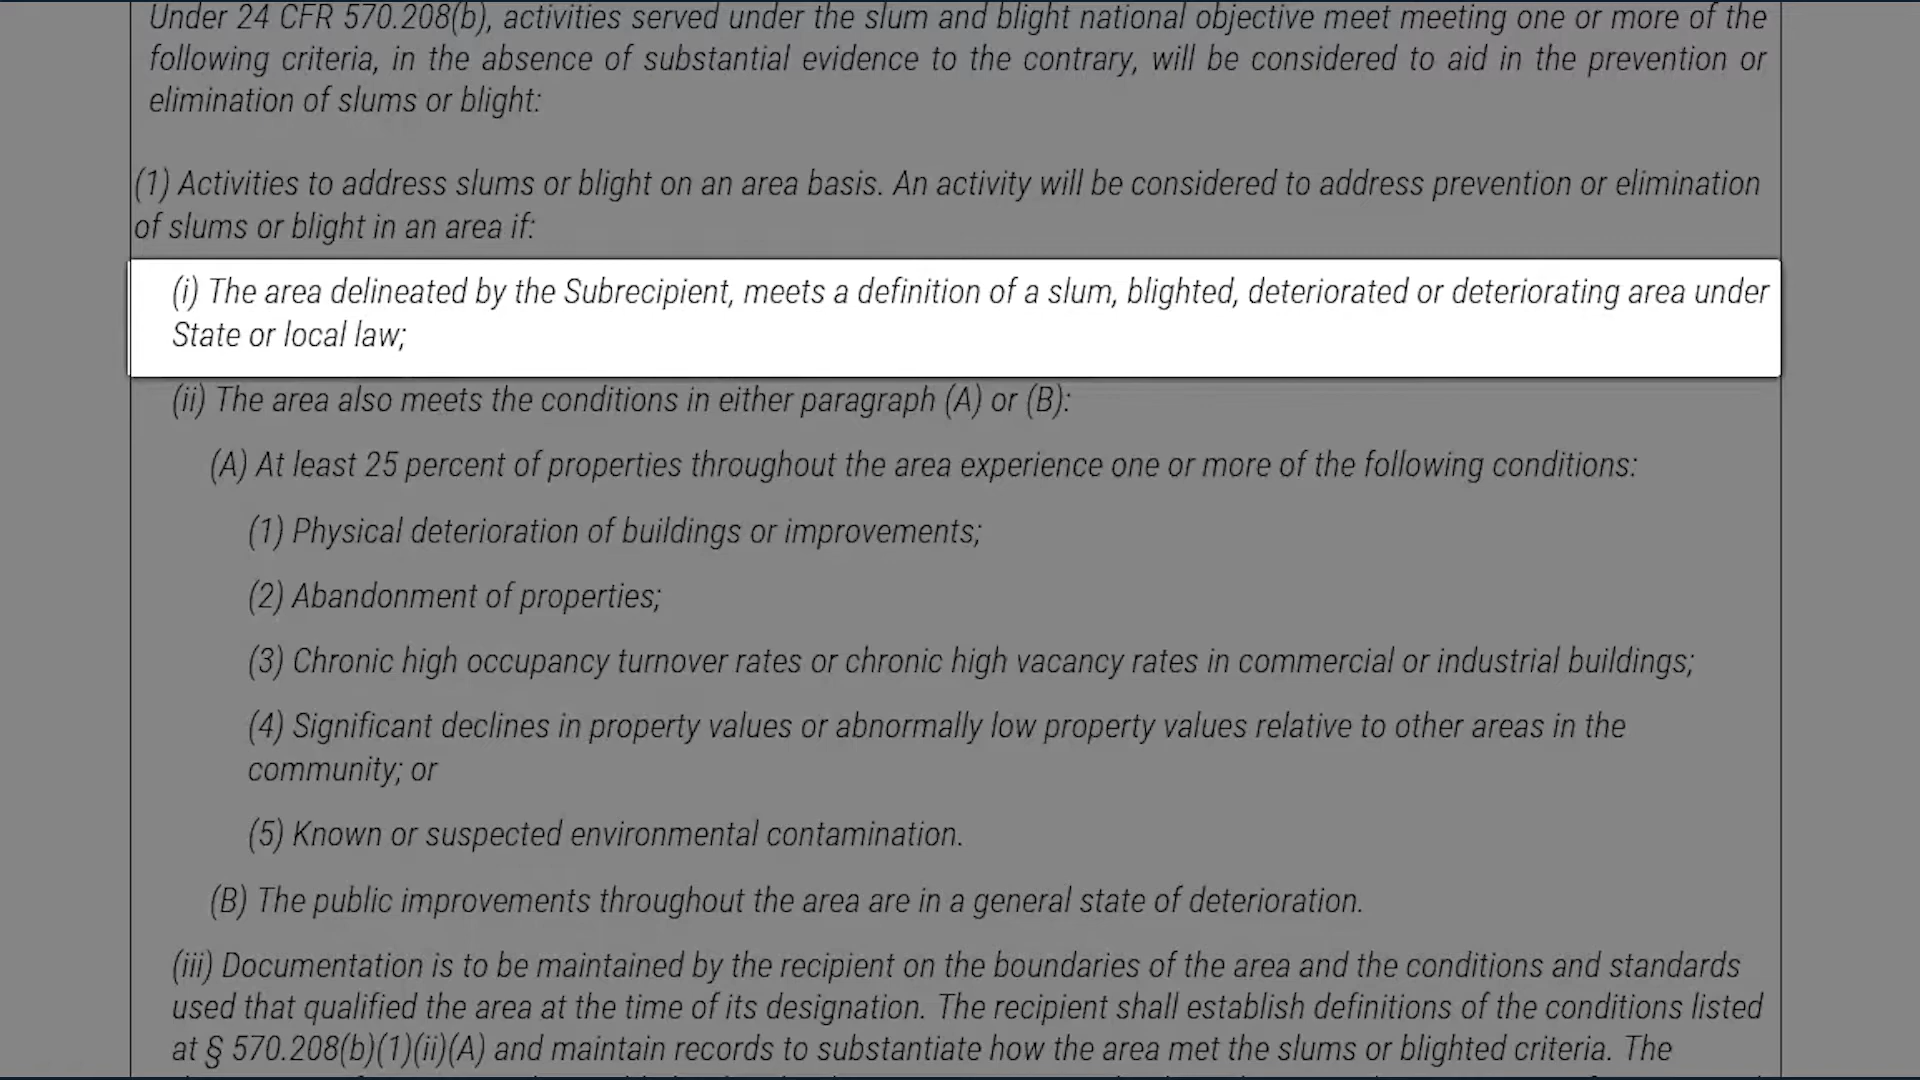 Under 24 CFR 570.208(b), activities served under the slum and blight national objective meet meeting one or more of the
following criteria, in the absence of substantial evidence to the contrary, will be considered to aid in the prevention or
elimination of slums or blight:
(1) Activities to address slums or blight on an area basis. An activity will be considered to address prevention or elimination
of slums or blight in an area if:
(i) The area delineated by the Subrecipient, meets a definition of a slum, blighted, deteriorated or deteriorating area under
State or local law;
(ii) The area also meets the conditions in either paragraph (A) or (B):
(A) At least 25 percent of properties throughout the area experience one or more of the following conditions:
(1) Physical deterioration of buildings or improvements;
(2) Abandonment of properties;
(3) Chronic high occupancy turnover rates or chronic high vacancy rates in commercial or industrial buildings;
(4) Significant declines in property values or abnormally low property values relative to other areas in the
community; or
(5) Known or suspected environmental contamination.
(B) The public improvements throughout the area are in a general state of deterioration.
(iii) Documentation is to be maintained by the recipient on the boundaries of the area and the conditions and standards
used that qualified the area at the time of its designation. The recipient shall establish definitions of the conditions listed
at § 570.208(b)(1)(ii)(A) and maintain records to substantiate how the area met the slums or blighted criteria. The